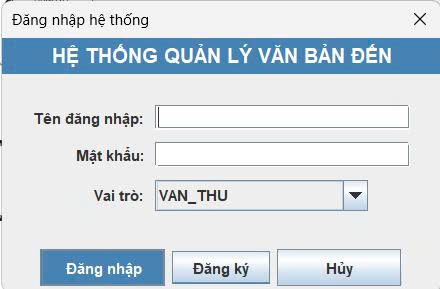 Đăng nhập hệ thống
HỆ THỐNG QUẢN LÝ VĂN BẢN ĐẾN
Tên đăng nhập:
Mật khẩu:
Vai trò: VAN_THU
Đăng nhập Đăng ký Hủy